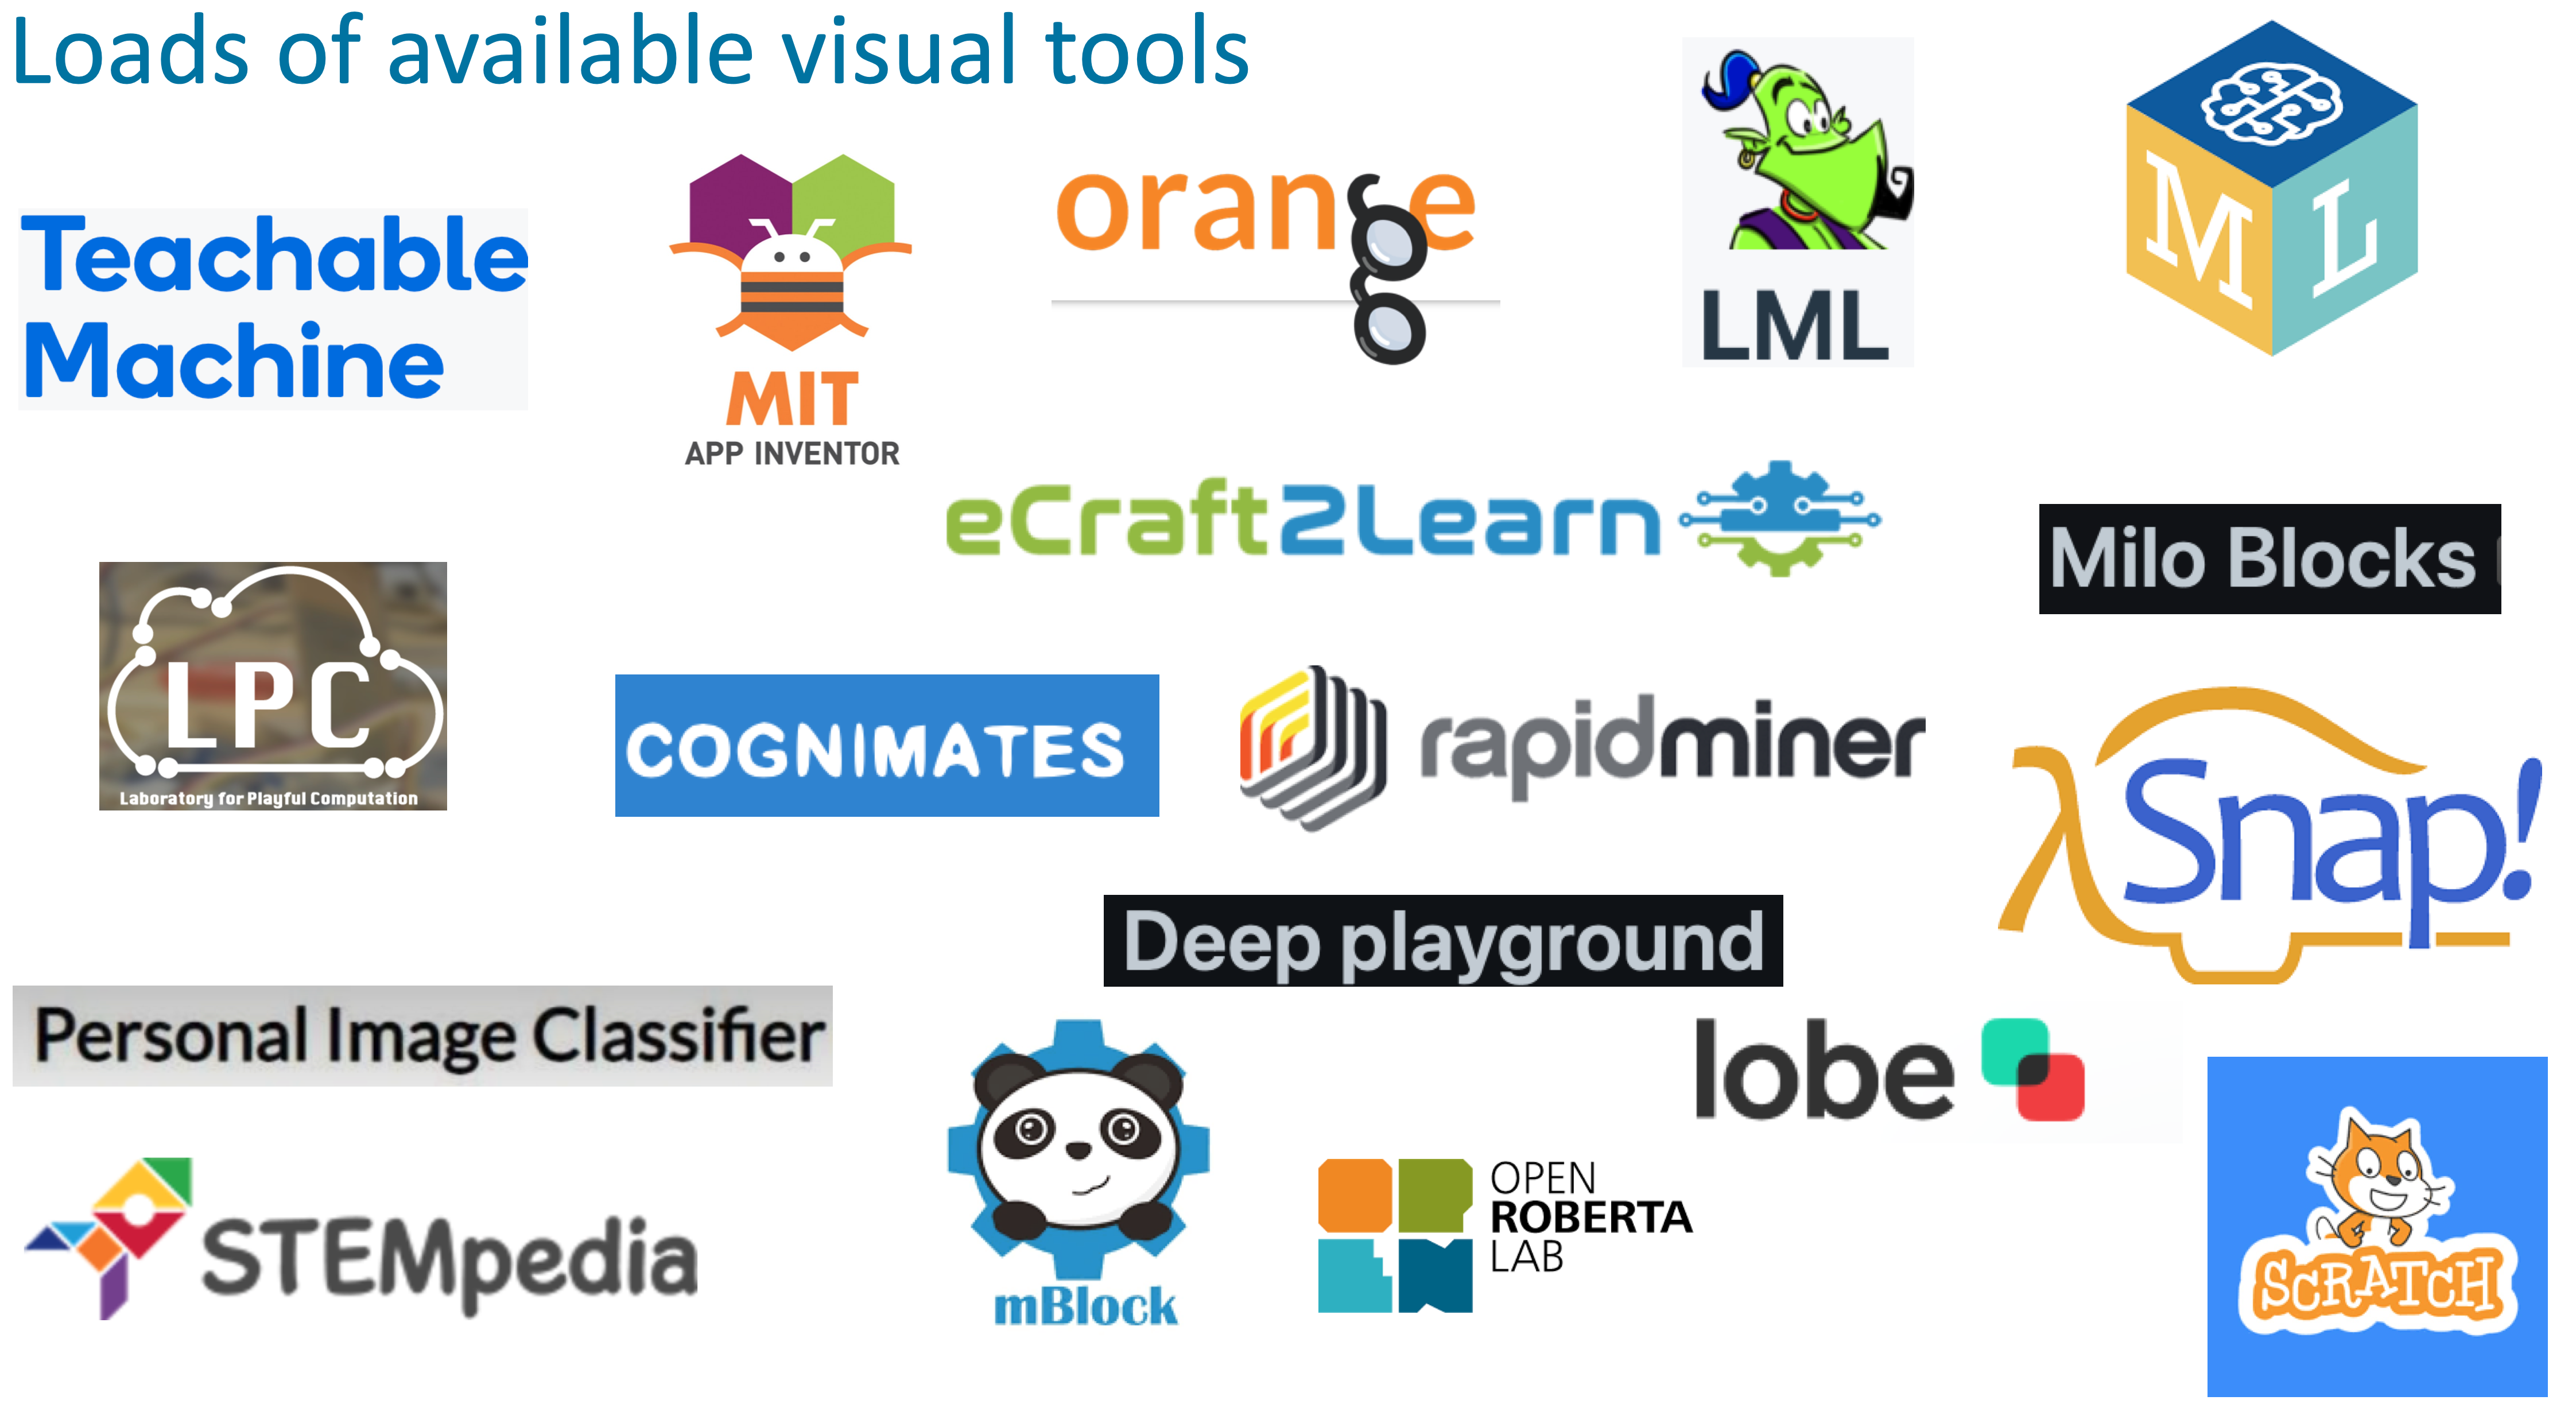 Loads of available visual tools
Teachable
Machine
MIT
APP INVENTOR
orange
LML
M L
eCraft2Learn
Milo Blocks
LPC
Laboratory for Playful Computation
COGNIMATES
rapidminer
λSnap!
Deep playground
Personal Image Classifier
lobe
STEMpedia
mBlock
OPEN
ROBERTA
LAB
SCRATCH